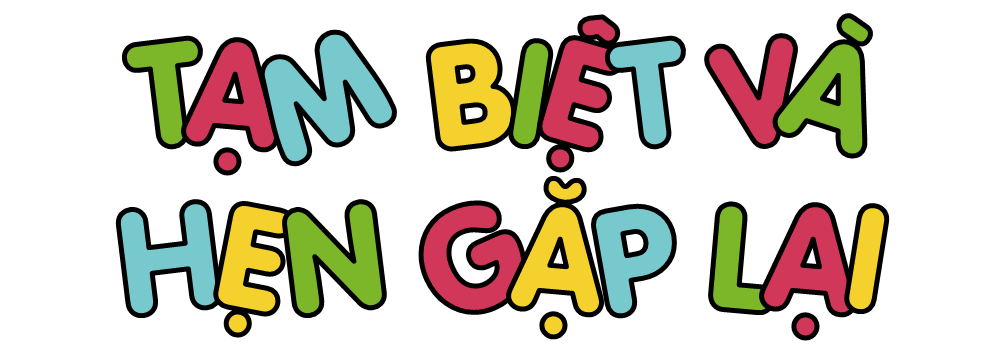 TẠM BIỆT VÀ
HẸN GẶP LẠI